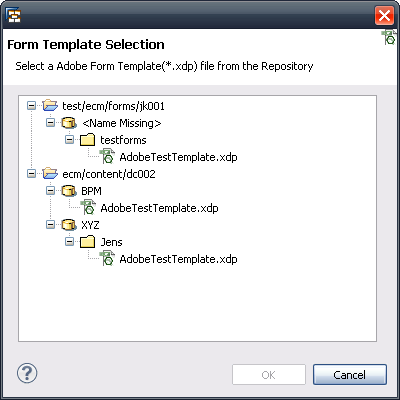 Form Template Selection
Select a Adobe Form Template(*.xdp) file from the Repository
test/ecm/forms/jk001
<Name Missing>
testforms
AdobeTestTemplate.xdp
ecm/content/dc002
BPM
AdobeTestTemplate.xdp
XYZ
Jens
AdobeTestTemplate.xdp
?
OK
Cancel